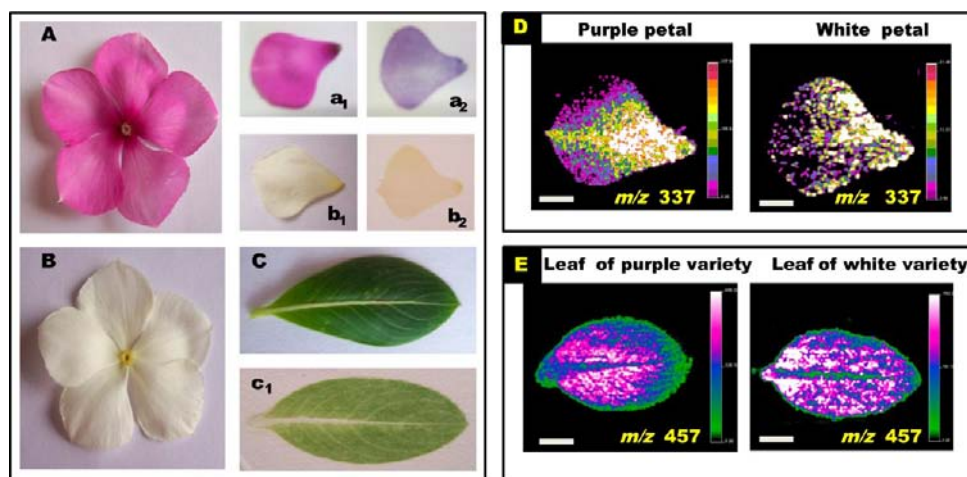 A
a1
a2
b1
b2
B
C
c1
D
Purple petal
White petal
m/z 337
m/z 337
E
Leaf of purple variety
Leaf of white variety
m/z 457
m/z 457